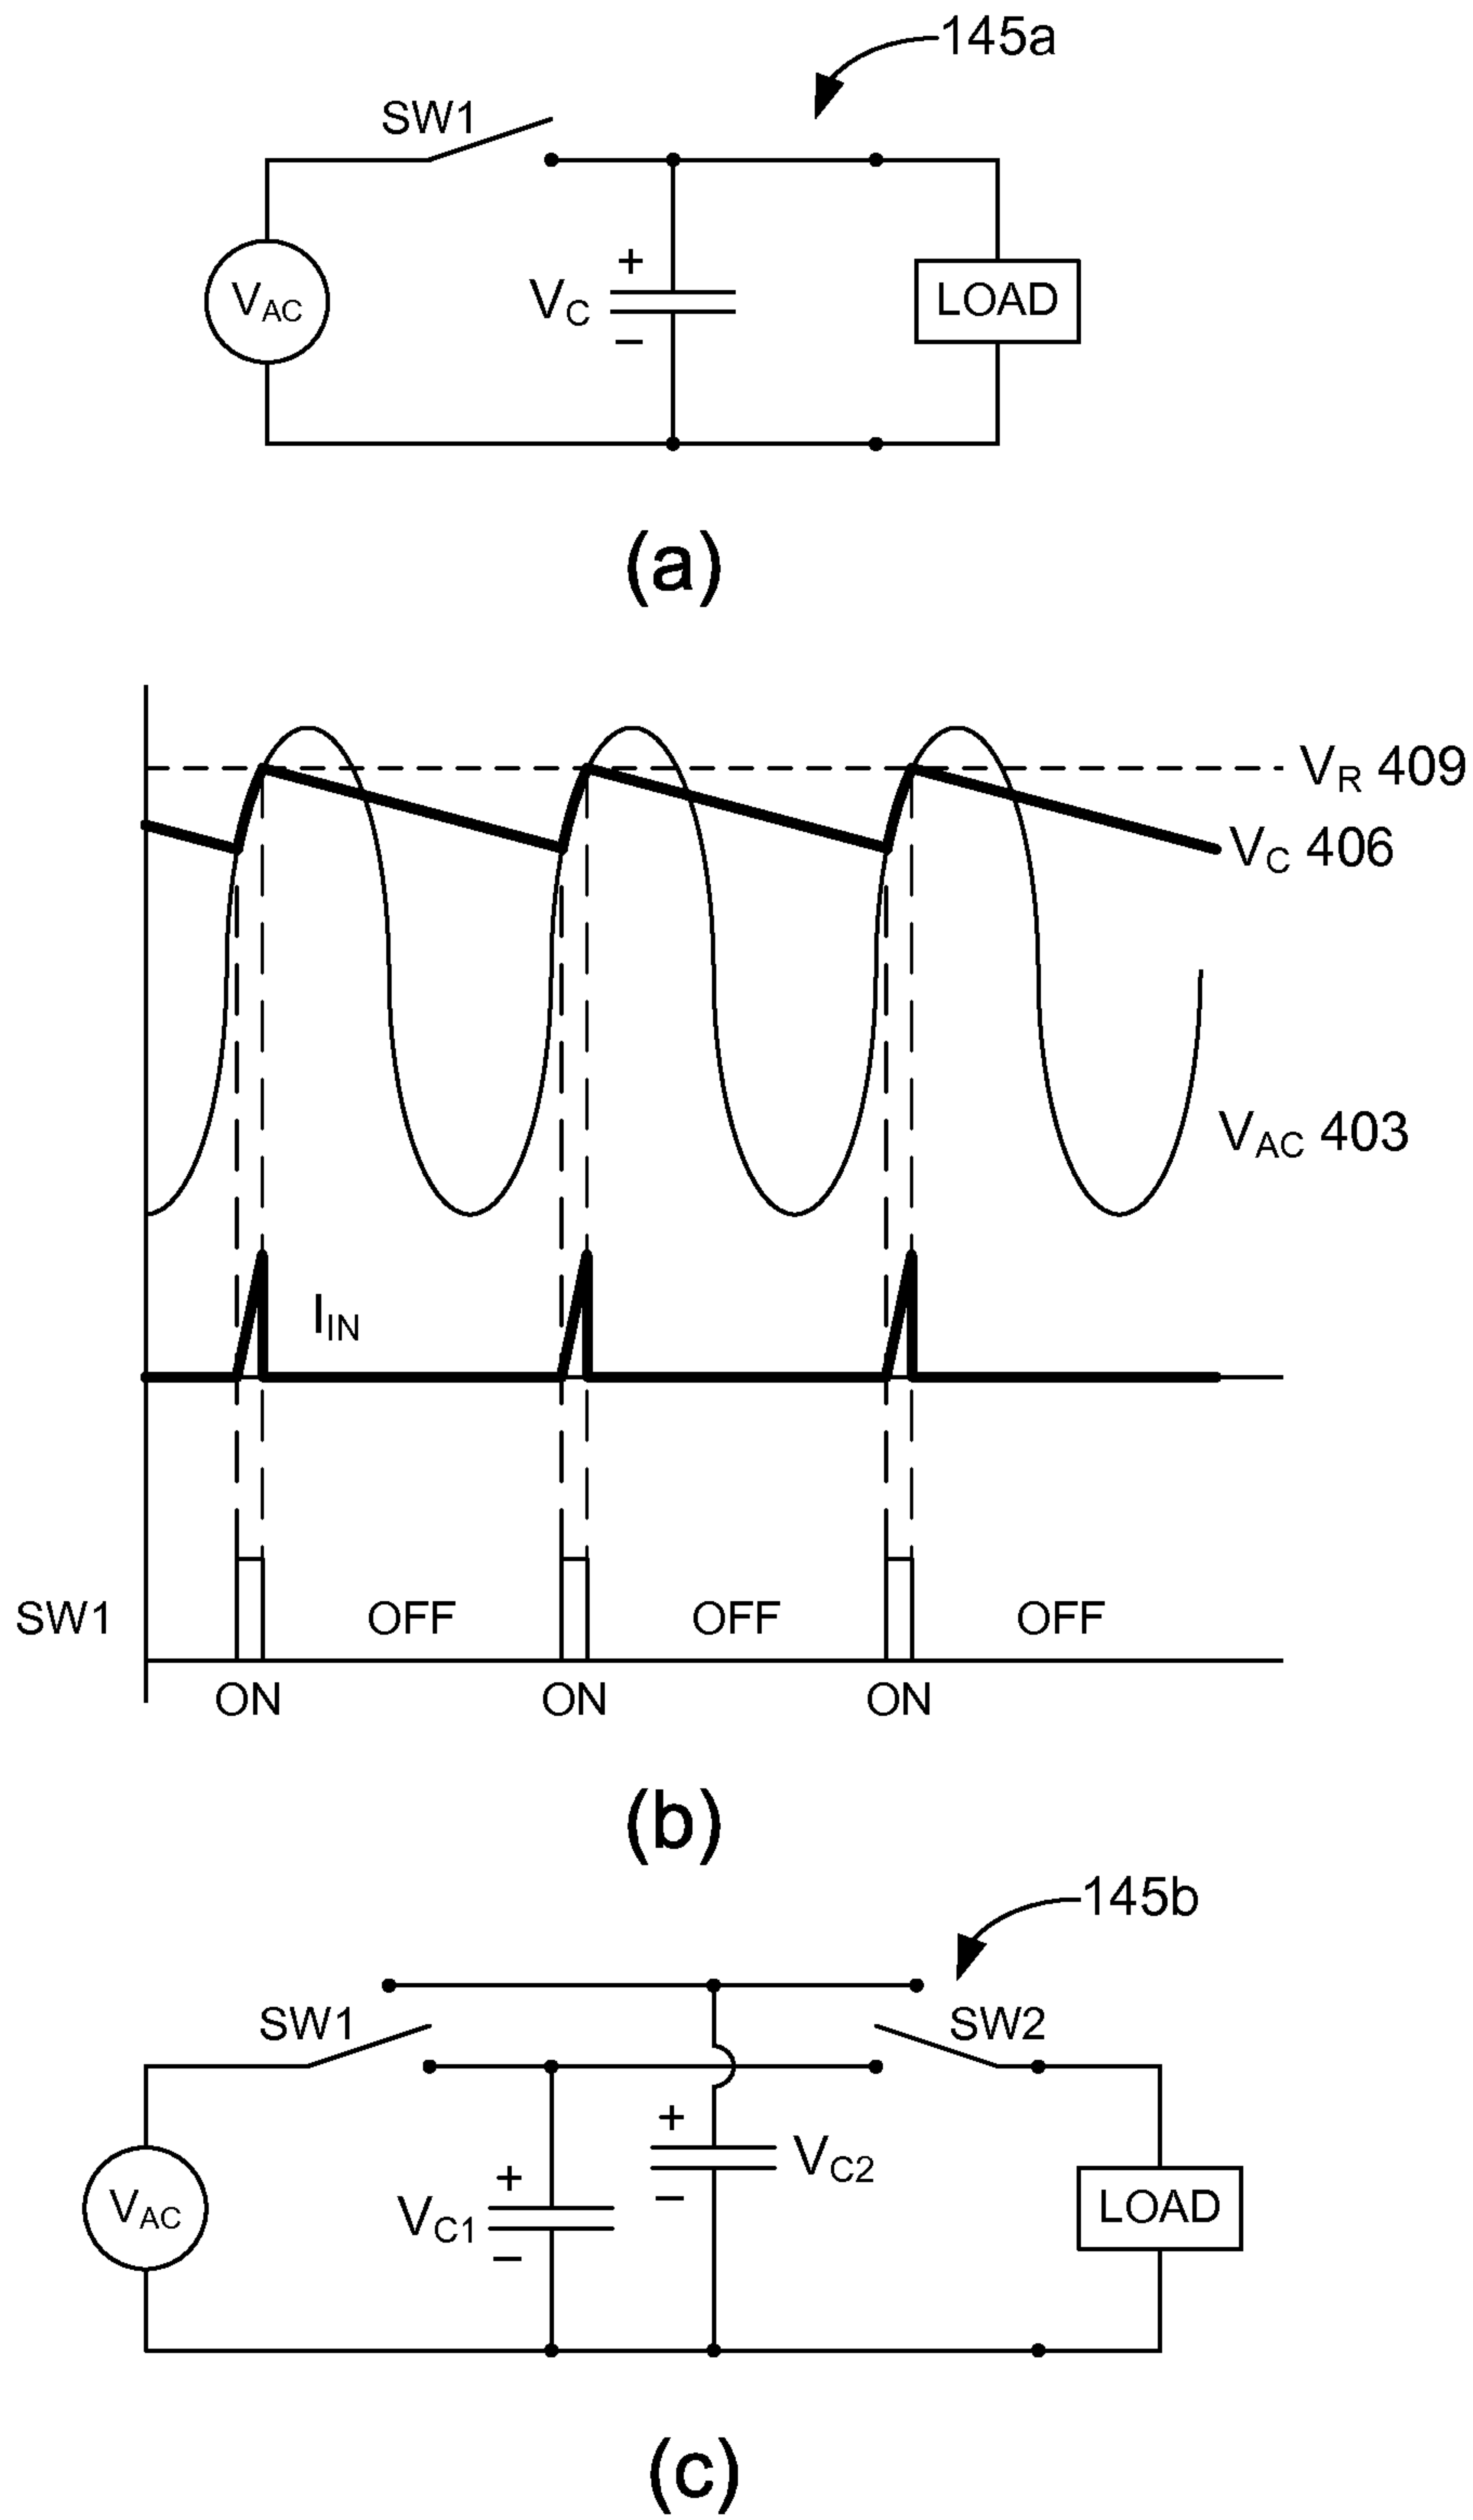 145a
SW1
+
VAC
VC
LOAD
−
(a)
VR 409
VC 406
VAC 403
IIN
SW1
OFF OFF OFF
ON ON ON
(b)
145b
SW1
SW2
+
VC2
+
−
VAC
VC1
LOAD
−
(c)